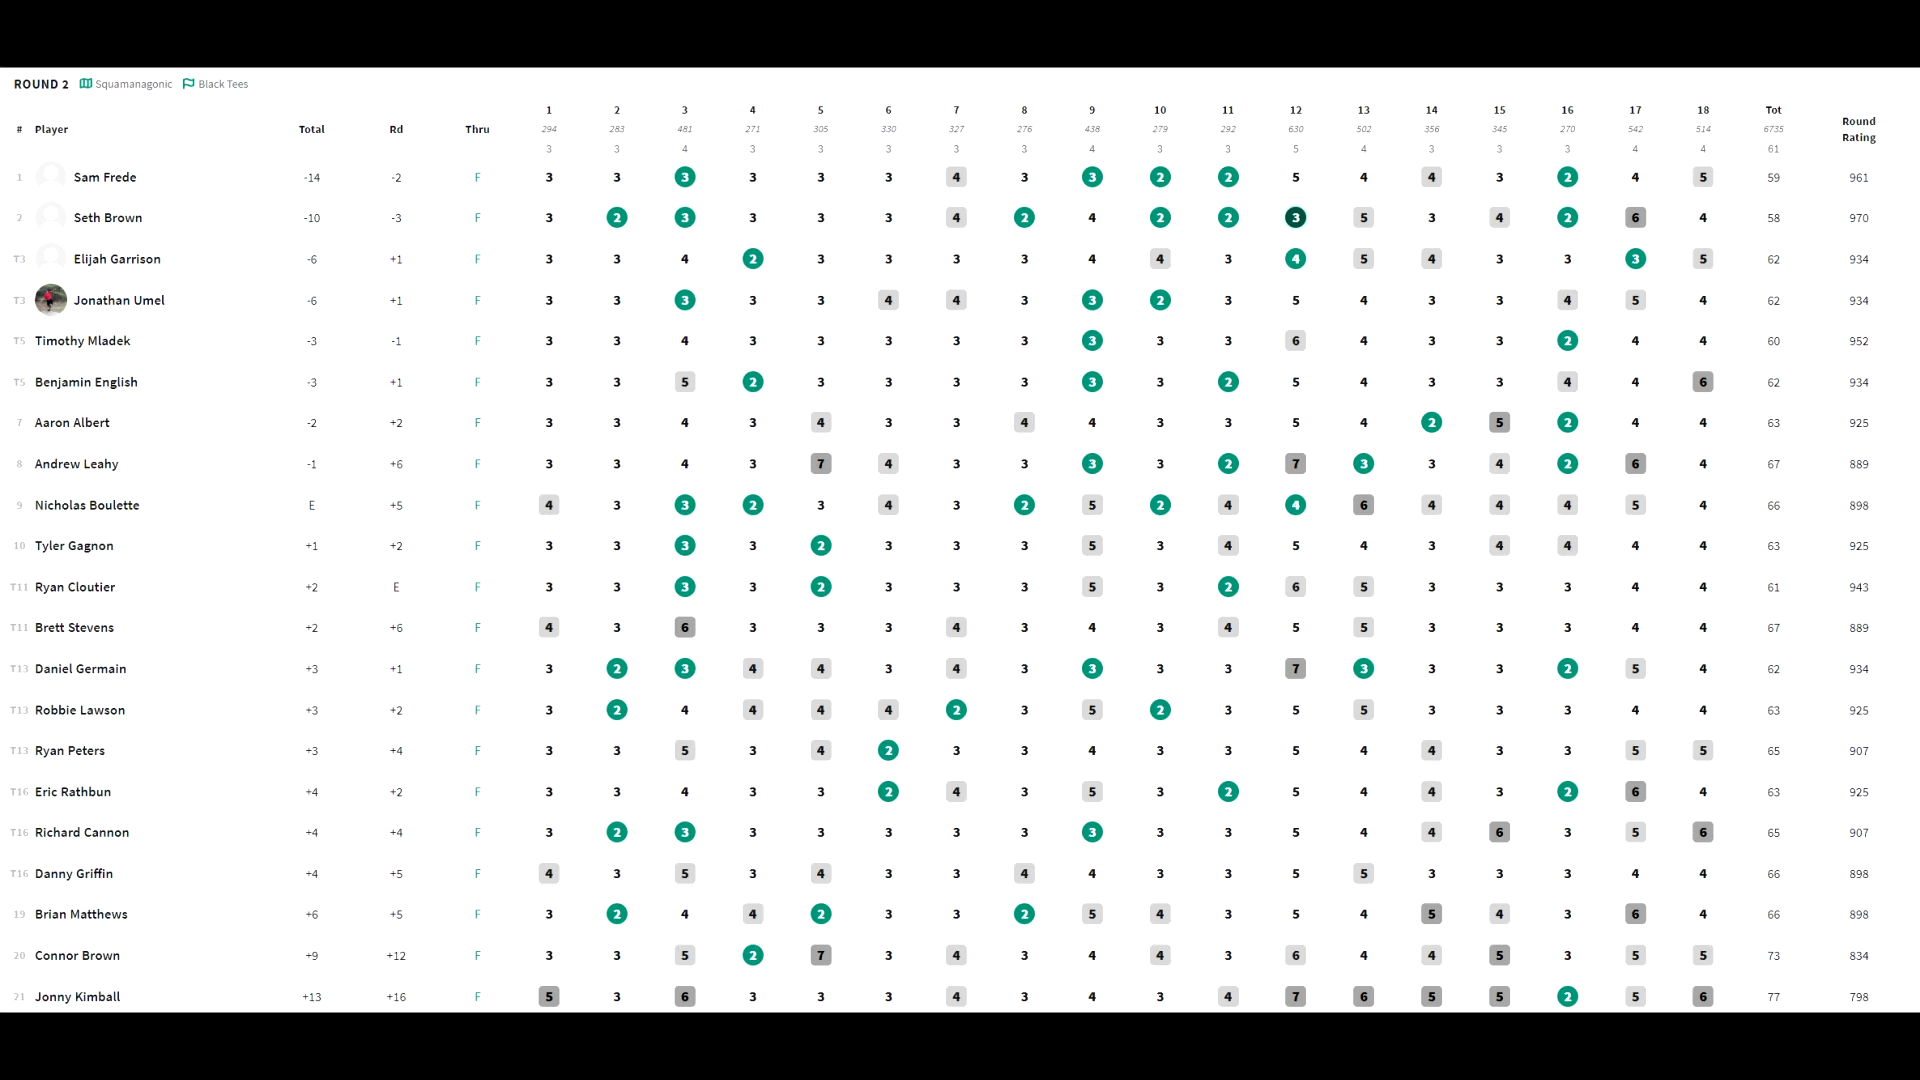 ROUND 2 Squamanagonic Black Tees
1 2 3 4 5 6 7 8 9 10 11 12 13 14 15 16 17 18 Tot
# Player Total Rd Thru 294 283 481 271 305 330 327 276 438 279 292 630 502 356 345 270 542 514 6735 Round Rating
3 3 4 3 3 3 3 3 4 3 3 5 4 3 3 3 4 4 61
1 Sam Frede -14 -2 F 3 3 3 3 3 3 4 3 3 2 2 5 4 4 3 2 4 5 59 961
2 Seth Brown -10 -3 F 3 2 3 3 3 3 4 2 4 2 2 3 5 3 4 2 6 4 58 970
T3 Elijah Garrison -6 +1 F 3 3 4 2 3 3 3 3 4 4 3 4 5 4 3 3 3 5 62 934
T3 Jonathan Umel -6 +1 F 3 3 3 3 3 4 4 3 3 2 3 5 4 3 3 4 5 4 62 934
T5 Timothy Mladek -3 -1 F 3 3 4 3 3 3 3 3 3 3 3 6 4 3 3 2 4 4 60 952
T5 Benjamin English -3 +1 F 3 3 5 2 3 3 3 3 3 3 2 5 4 3 3 4 4 6 62 934
7 Aaron Albert -2 +2 F 3 3 4 3 4 3 3 4 4 3 3 5 4 2 5 2 4 4 63 925
8 Andrew Leahy -1 +6 F 3 3 4 3 7 4 3 3 3 3 2 7 3 3 4 2 6 4 67 889
9 Nicholas Boulette E +5 F 4 3 3 2 3 4 3 2 5 2 4 4 6 4 4 4 5 4 66 898
10 Tyler Gagnon +1 +2 F 3 3 3 3 2 3 3 3 5 3 4 5 4 3 4 4 4 4 63 925
T11 Ryan Cloutier +2 E F 3 3 3 3 2 3 3 3 5 3 2 6 5 3 3 3 4 4 61 943
T11 Brett Stevens +2 +6 F 4 3 6 3 3 3 4 3 4 3 4 5 5 3 3 3 4 4 67 889
T13 Daniel Germain +3 +1 F 3 2 3 4 4 3 4 3 3 3 3 7 3 3 3 2 5 4 62 934
T13 Robbie Lawson +3 +2 F 3 2 4 4 4 4 2 3 5 2 3 5 5 3 3 3 4 4 63 925
T13 Ryan Peters +3 +4 F 3 3 5 3 4 2 3 3 4 3 3 5 4 4 3 3 5 5 65 907
T16 Eric Rathbun +4 +2 F 3 3 4 3 3 2 4 3 5 3 2 5 4 4 3 2 6 4 63 925
T16 Richard Cannon +4 +4 F 3 2 3 3 3 3 3 3 3 3 3 5 4 4 6 3 5 6 65 907
T16 Danny Griffin +4 +5 F 4 3 5 3 4 3 3 4 4 3 3 5 5 3 3 3 4 4 66 898
19 Brian Matthews +6 +5 F 3 2 4 4 2 3 3 2 5 4 3 5 4 5 4 3 6 4 66 898
20 Connor Brown +9 +12 F 3 3 5 2 7 3 4 3 4 4 3 6 4 4 5 3 5 5 73 834
21 Jonny Kimball +13 +16 F 5 3 6 3 3 3 4 3 4 3 4 7 6 5 5 2 5 6 77 798